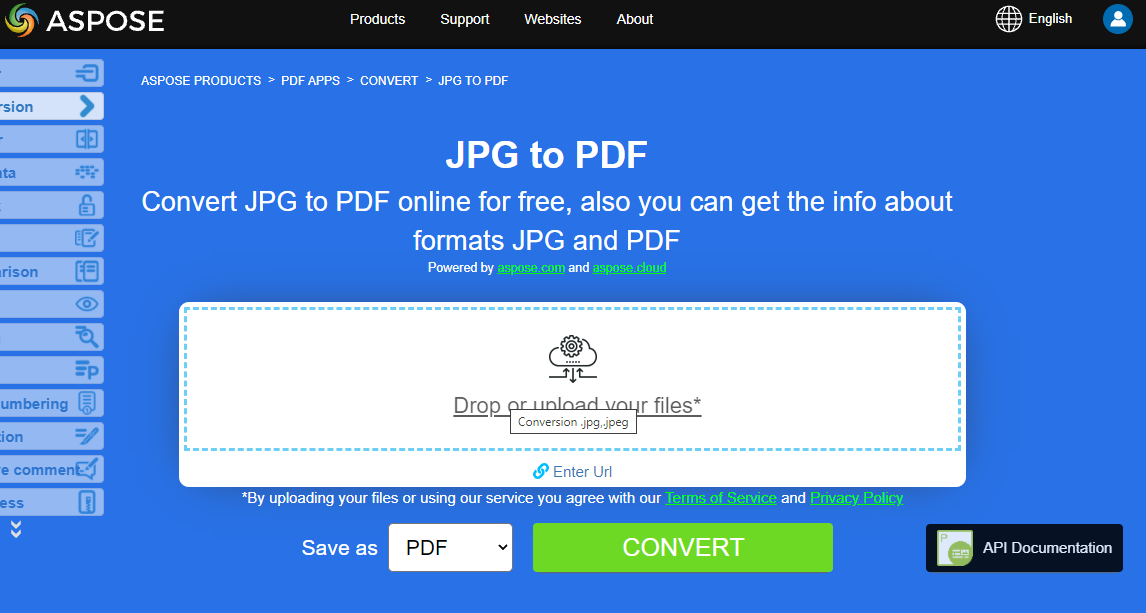 ASPOSE
Products Support Websites About
English
ASPOSE PRODUCTS > PDF APPS > CONVERT > JPG TO PDF
rsion
ta
rison
umbering
tion
e comment
ess
JPG to PDF
Convert JPG to PDF online for free, also you can get the info about
formats JPG and PDF
Powered by aspose.com and aspose.cloud
Drop or upload your files*
Conversion .jpg,.jpeg
Enter Url
*By uploading your files or using our service you agree with our Terms of Service and Privacy Policy
Save as PDF CONVERT
API Documentation